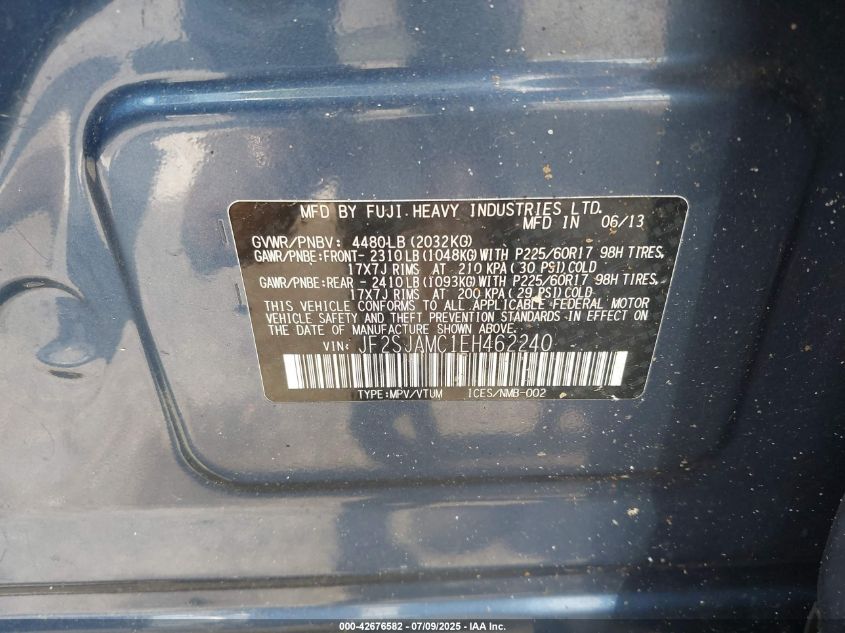 MFD BY FUJI.HEAVY INDUSTRIES LTD.
MFD IN 06/13
GVWR/PNBV: 4480LB (2032KG)
GAWR/PNBE:FRONT- 2310LB (1048KG)WITH P225/60R17 98H TIRES,
17X7J RIMS AT 210 KPA (30 PSI)COLD
GAWR/PNBE:REAR - 2410LB (1093KG)WITH P225/60R17 98H TIRES,
17X7J RIMS AT 200 KPA (29 PSI)COLD
THIS VEHICLE CONFORMS TO ALL APPLICABLE FEDERAL MOTOR
VEHICLE SAFETY AND THEFT PREVENTION STANDARDS IN EFFECT ON
THE DATE OF MANUFACTURE SHOWN ABOVE.
VIN: JF2SJAMC1EH462240
TYPE:MPV/VTUM ICES/NMB-002
000-42676582 - 07/09/2025 - IAA Inc.